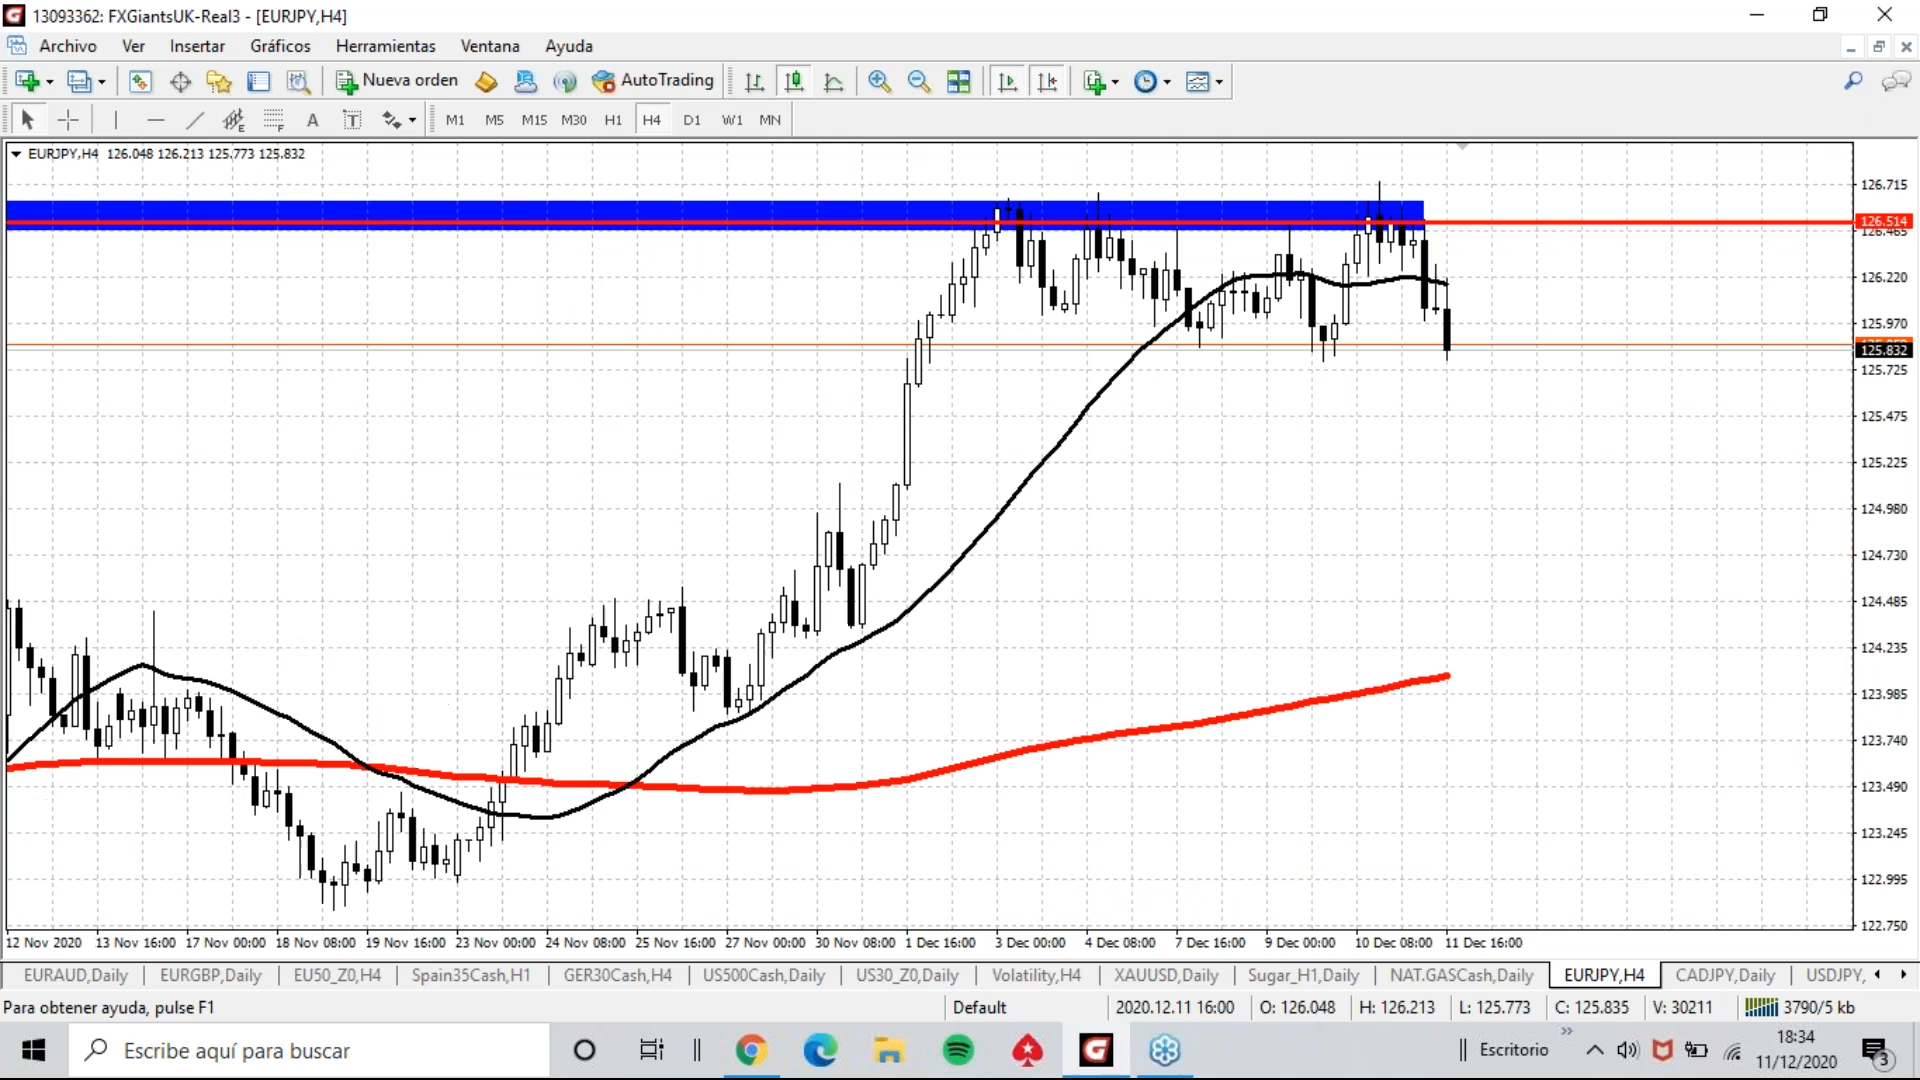 13093362: FXGiantsUK-Real3 - [EURJPY,H4]
Archivo Ver Insertar Gráficos Herramientas Ventana Ayuda
Nueva orden AutoTrading
A T M1 M5 M15 M30 H1 H4 D1 W1 MN
EURJPY,H4 126.048 126.213 125.773 125.832
126.715
126.514
126.465
126.220
125.970
125.832
125.725
125.475
125.225
124.980
124.730
124.485
124.235
123.985
123.740
123.490
123.245
122.995
122.750
12 Nov 2020 13 Nov 16:00 17 Nov 00:00 18 Nov 08:00 19 Nov 16:00 23 Nov 00:00 24 Nov 08:00 25 Nov 16:00 27 Nov 00:00 30 Nov 08:00 1 Dec 16:00 3 Dec 00:00 4 Dec 08:00 7 Dec 16:00 9 Dec 00:00 10 Dec 08:00 11 Dec 16:00
EURAUD,Daily EURGBP,Daily EU50_Z0,H4 Spain35Cash,H1 GER30Cash,H4 US500Cash,Daily US30_Z0,Daily Volatility,H4 XAUUSD,Daily Sugar_H1,Daily NAT.GASCash,Daily EURJPY,H4 CADJPY,Daily USDJPY,
Para obtener ayuda, pulse F1 Default 2020.12.11 16:00 O: 126.048 H: 126.213 L: 125.773 C: 125.835 V: 30211 3790/5 kb
Escribe aquí para buscar Escritorio 18:34
11/12/2020 3